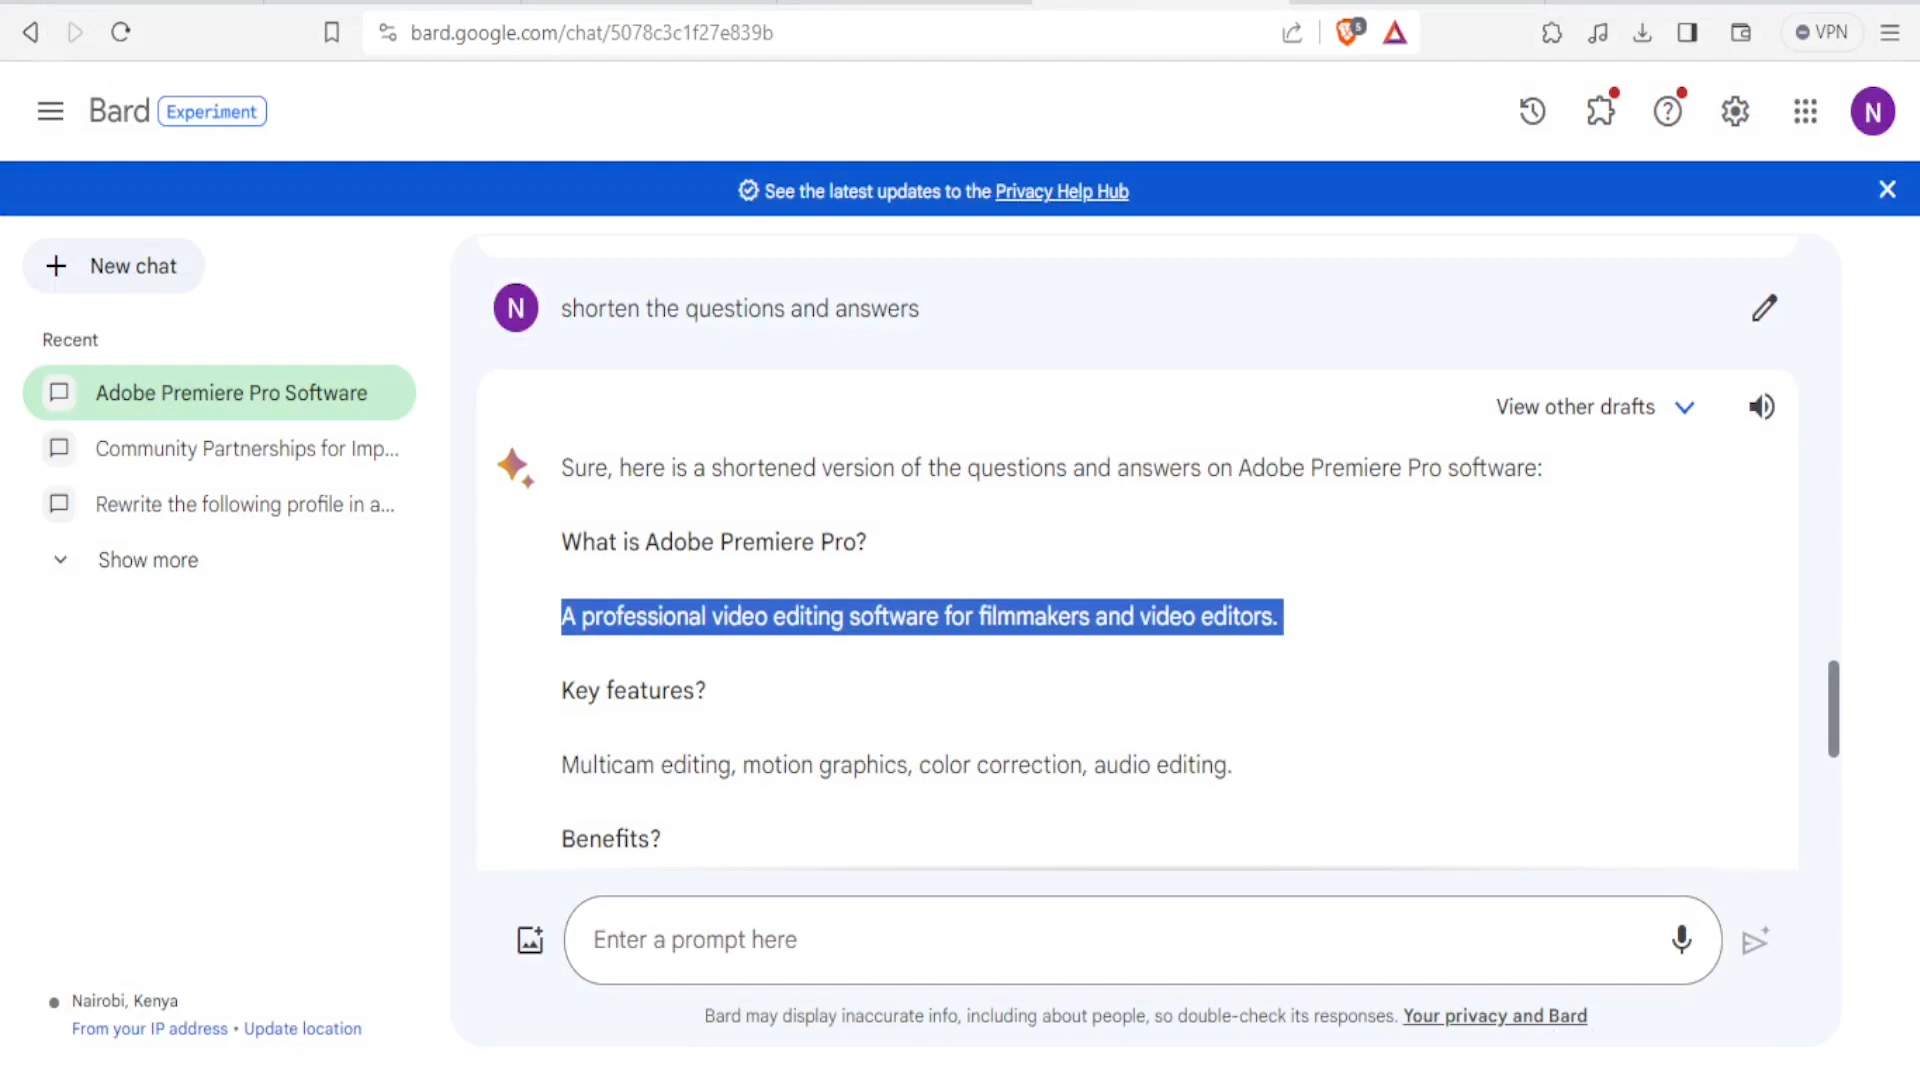 bard.google.com/chat/5078c3c1f27e839b
5
VPN
Bard Experiment
N
See the latest updates to the Privacy Help Hub
New chat
Recent
Adobe Premiere Pro Software
Community Partnerships for Imp...
Rewrite the following profile in a...
Show more
N
shorten the questions and answers
View other drafts
Sure, here is a shortened version of the questions and answers on Adobe Premiere Pro software:
What is Adobe Premiere Pro?
A professional video editing software for filmmakers and video editors.
Key features?
Multicam editing, motion graphics, color correction, audio editing.
Benefits?
Enter a prompt here
Nairobi, Kenya
From your IP address • Update location
Bard may display inaccurate info, including about people, so double-check its responses. Your privacy and Bard